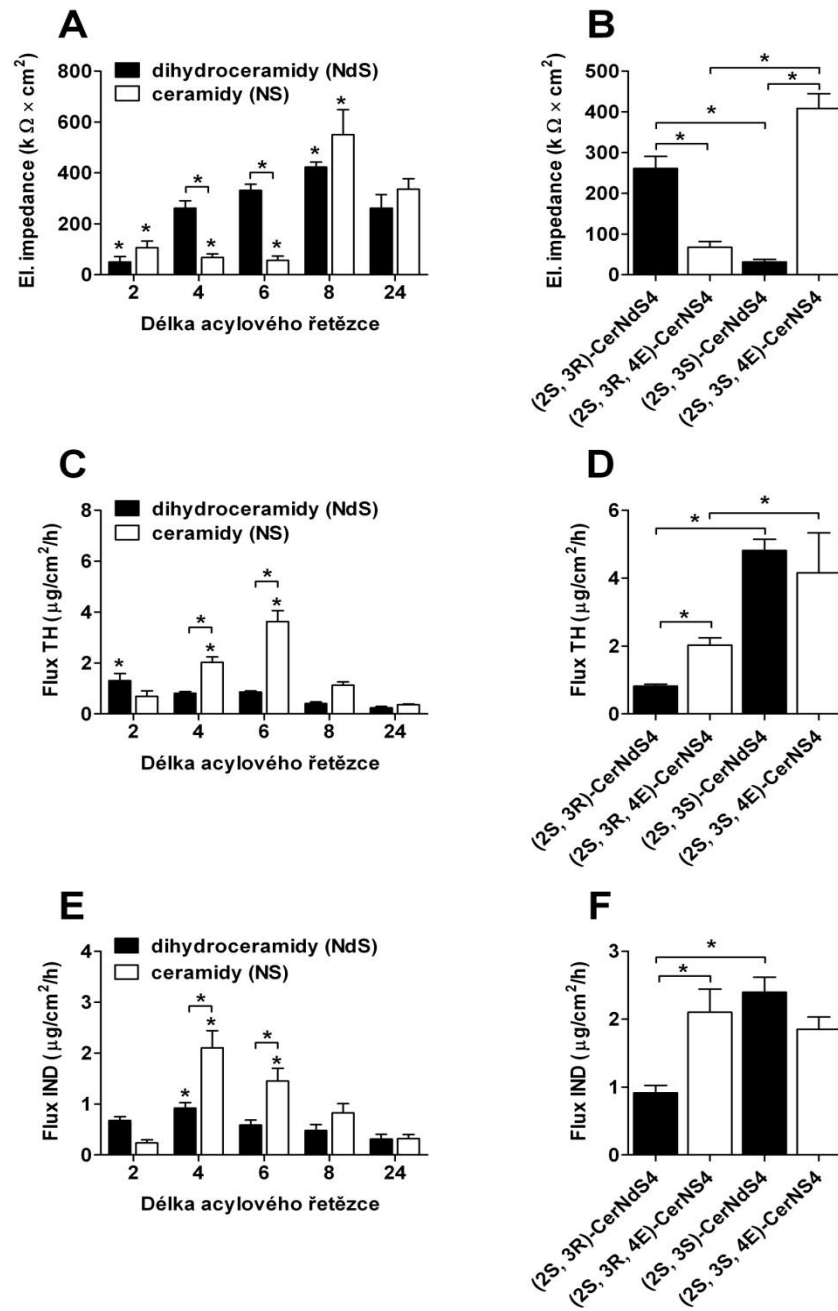 A
dihydroceramidy (NdS)
ceramidy (NS)
El. impedance (k Ω × cm²)
800
600
400
200
0
* * * * * * * *
2 4 6 8 24
Délka acylového řetězce
B
El. impedance (k Ω × cm²)
500
400
300
200
100
0
* * * *
(2S, 3R)-CerNdS4
(2S, 3R, 4E)-CerNS4
(2S, 3S)-CerNdS4
(2S, 3S, 4E)-CerNS4
C
dihydroceramidy (NdS)
ceramidy (NS)
Flux TH (μg/cm²/h)
8
6
4
2
0
* * * * *
2 4 6 8 24
Délka acylového řetězce
D
Flux TH (μg/cm²/h)
6
4
2
0
* * *
(2S, 3R)-CerNdS4
(2S, 3R, 4E)-CerNS4
(2S, 3S)-CerNdS4
(2S, 3S, 4E)-CerNS4
E
dihydroceramidy (NdS)
ceramidy (NS)
Flux IND (μg/cm²/h)
4
3
2
1
0
* * * * *
2 4 6 8 24
Délka acylového řetězce
F
Flux IND (μg/cm²/h)
3
2
1
0
* *
(2S, 3R)-CerNdS4
(2S, 3R, 4E)-CerNS4
(2S, 3S)-CerNdS4
(2S, 3S, 4E)-CerNS4